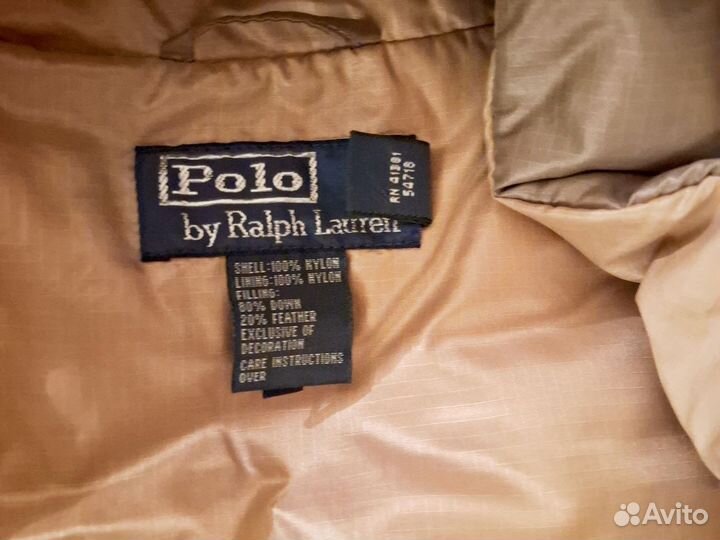 Polo
by Ralph Lauren
RN 41381
54718
SHELL:100% NYLON
LINING:100% NYLON
FILLING:
80% DOWN
20% FEATHER
EXCLUSIVE OF
DECORATION
CARE INSTRUCTIONS
OVER
Avito